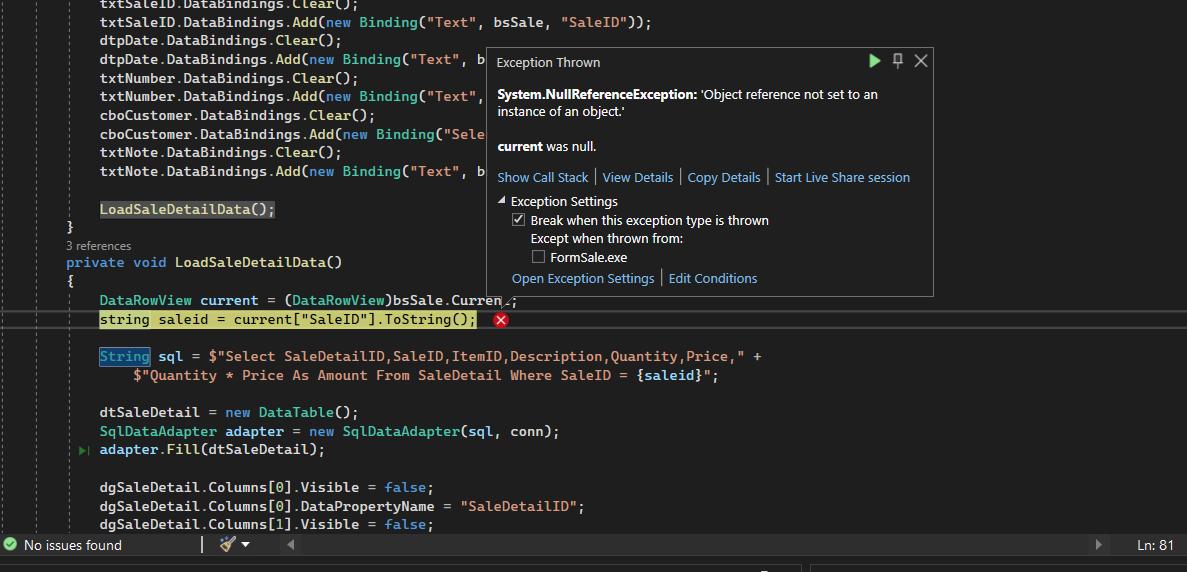 txtSaleID.DataBindings.Clear();
txtSaleID.DataBindings.Add(new Binding("Text", bsSale, "SaleID"));
dtpDate.DataBindings.Clear();
dtpDate.DataBindings.Add(new Binding("Text", b
txtNumber.DataBindings.Clear();
txtNumber.DataBindings.Add(new Binding("Text",
cboCustomer.DataBindings.Clear();
cboCustomer.DataBindings.Add(new Binding("Sele
txtNote.DataBindings.Clear();
txtNote.DataBindings.Add(new Binding("Text", b
LoadSaleDetailData();
}
3 references
private void LoadSaleDetailData()
{
DataRowView current = (DataRowView)bsSale.Current;
string saleid = current["SaleID"].ToString();
String sql = $"Select SaleDetailID,SaleID,ItemID,Description,Quantity,Price," +
$"Quantity * Price As Amount From SaleDetail Where SaleID = {saleid}";
dtSaleDetail = new DataTable();
SqlDataAdapter adapter = new SqlDataAdapter(sql, conn);
adapter.Fill(dtSaleDetail);
dgSaleDetail.Columns[0].Visible = false;
dgSaleDetail.Columns[0].DataPropertyName = "SaleDetailID";
dgSaleDetail.Columns[1].Visible = false;
Exception Thrown
System.NullReferenceException: 'Object reference not set to an
instance of an object.'
current was null.
Show Call Stack | View Details | Copy Details | Start Live Share session
Exception Settings
Break when this exception type is thrown
Except when thrown from:
FormSale.exe
Open Exception Settings | Edit Conditions
No issues found
Ln: 81